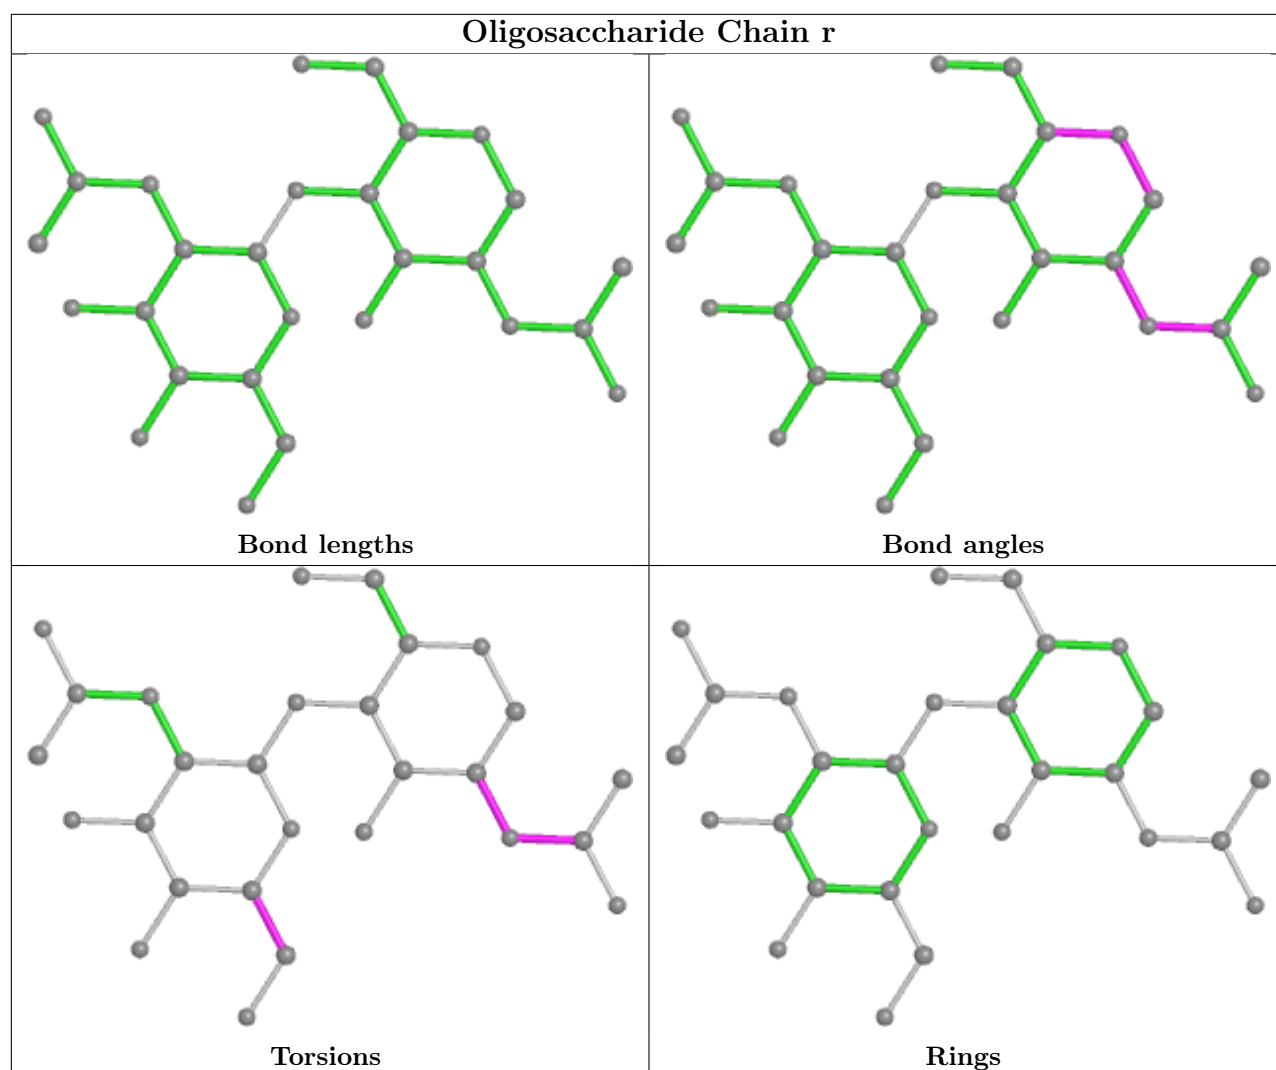 Oligosaccharide Chain r
Bond lengths
Bond angles
Torsions
Rings